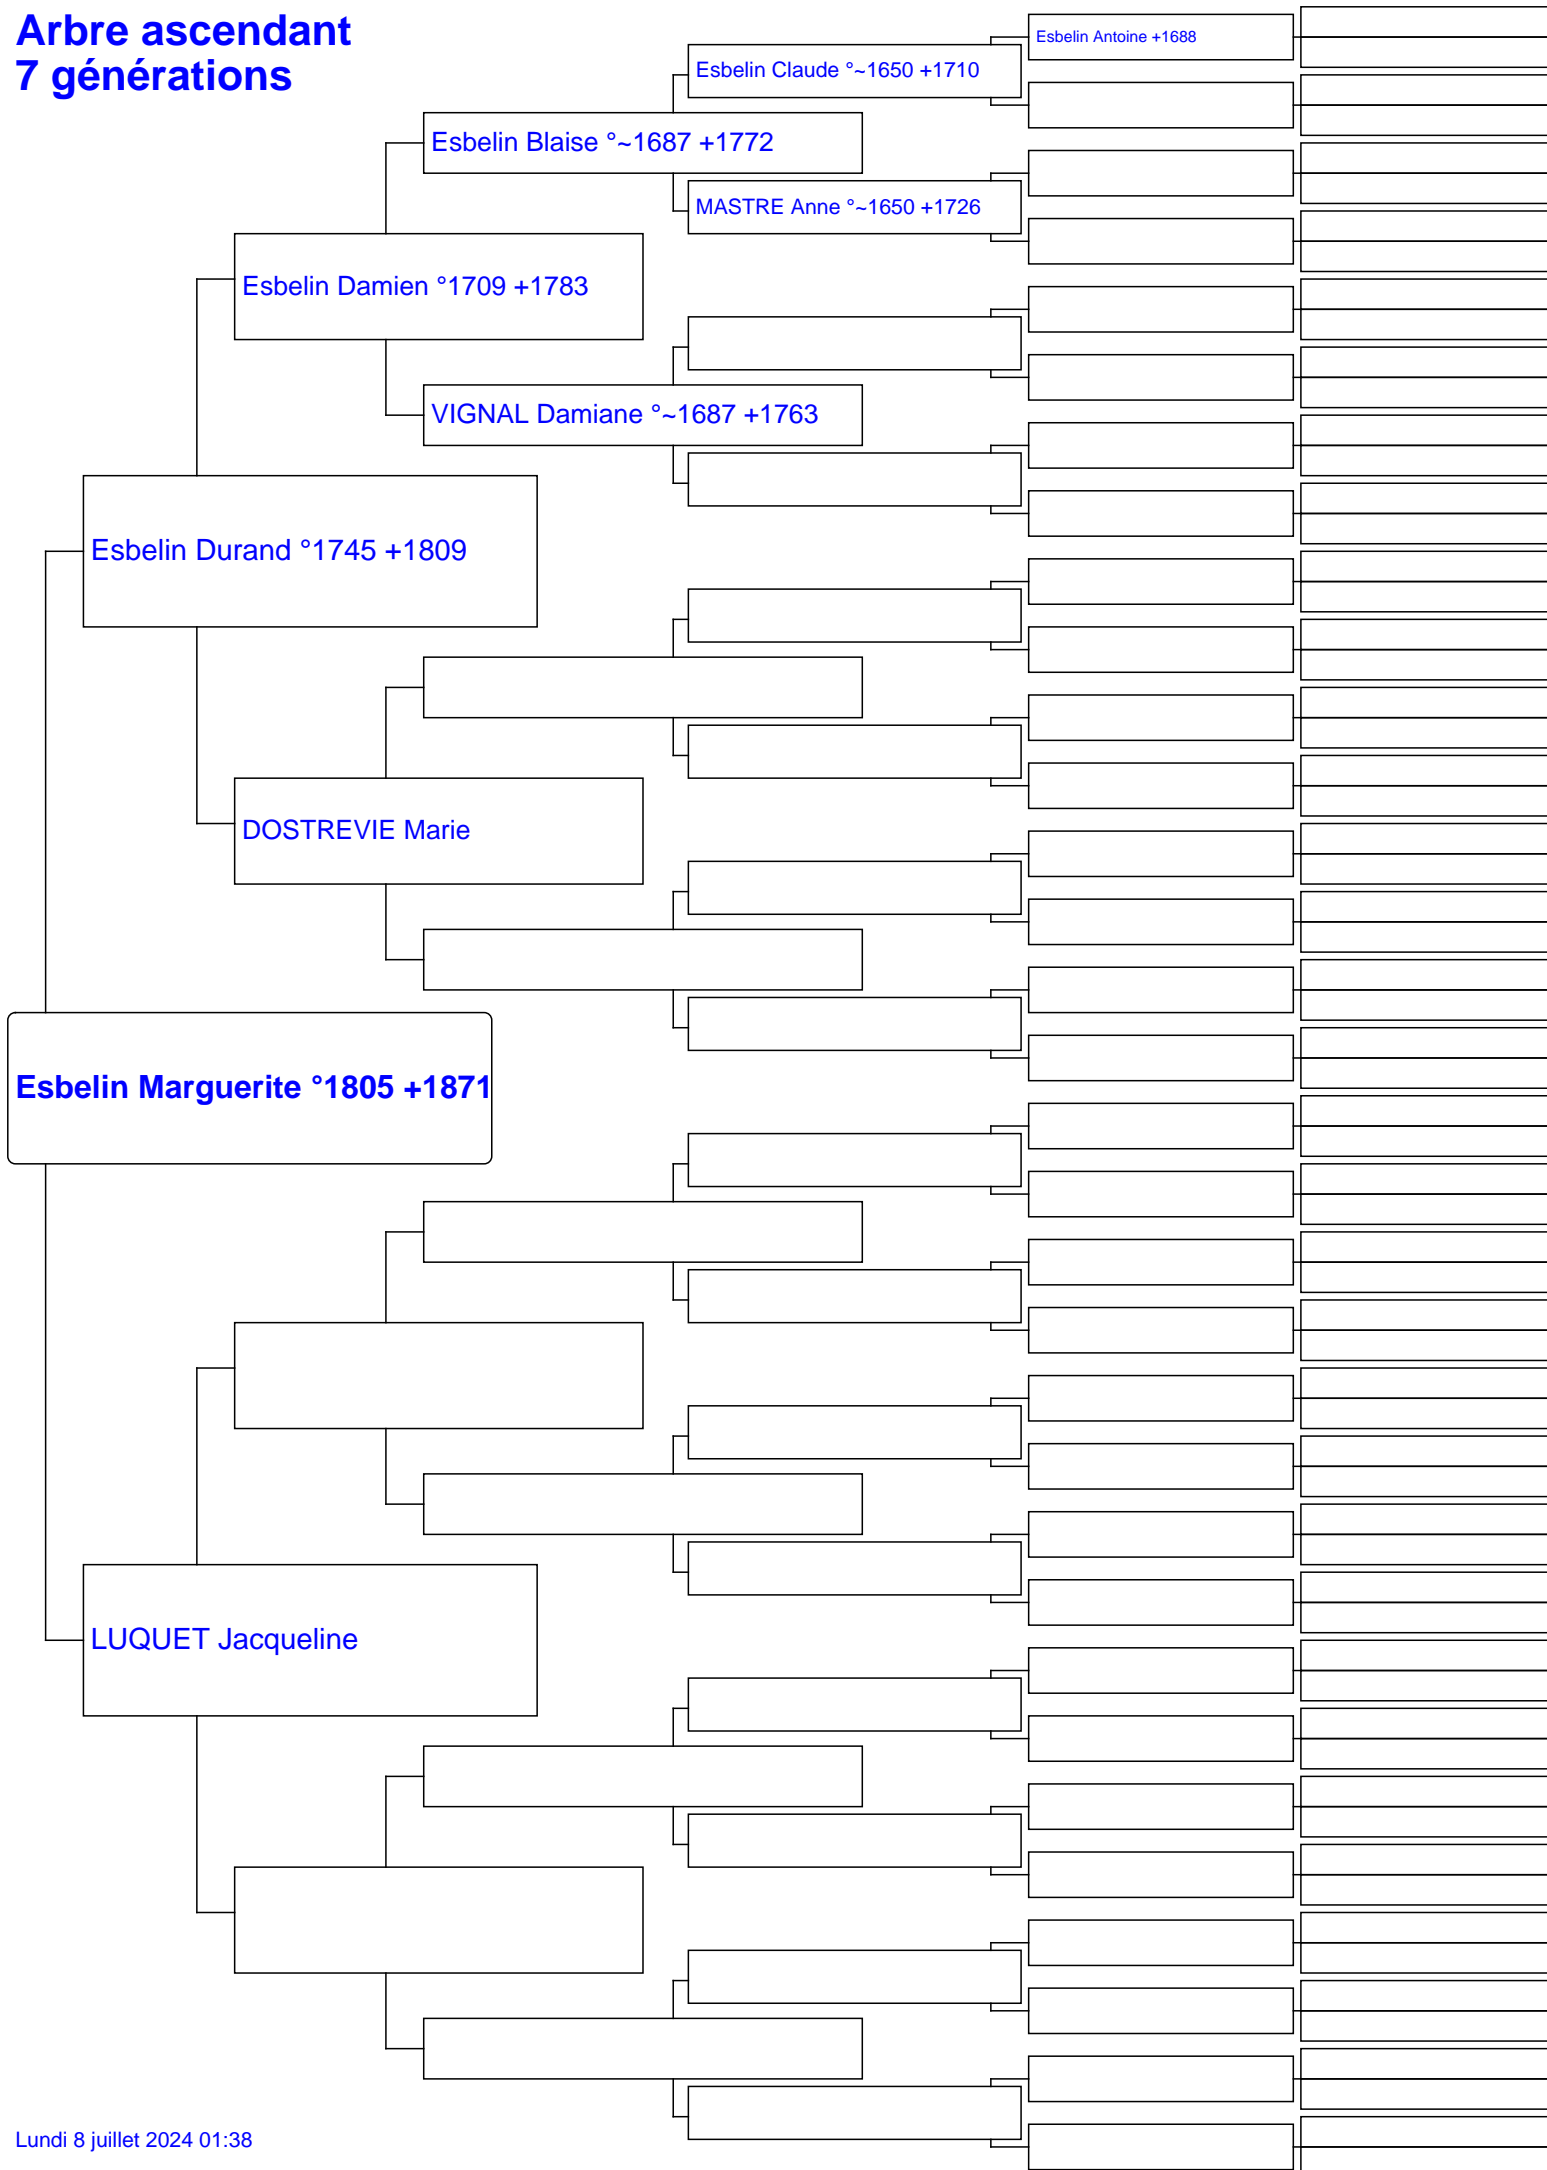 Arbre ascendant
7 générations
Esbelin Antoine +1688
Esbelin Claude °~1650 +1710
Esbelin Blaise °~1687 +1772
MASTRE Anne °~1650 +1726
Esbelin Damien °1709 +1783
VIGNAL Damiane °~1687 +1763
Esbelin Durand °1745 +1809
DOSTREVIE Marie
Esbelin Marguerite °1805 +1871
LUQUET Jacqueline
Lundi 8 juillet 2024 01:38